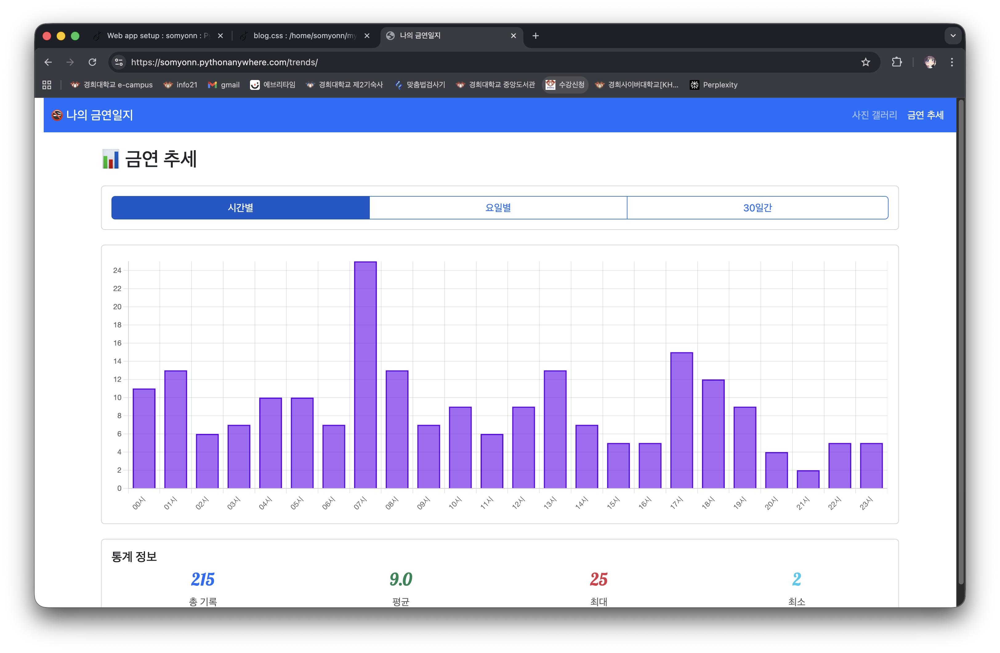 Web app setup : somyonn : Py
blog.css : /home/somyonn/my
나의 금연일지
https://somyonn.pythonanywhere.com/trends/
경희대학교 e-campus
info21
gmail
에브리타임
경희대학교 제2기숙사
맞춤법검사기
경희대학교 중앙도서관
수강신청
경희사이버대학교[KH...
Perplexity
나의 금연일지
사진 갤러리
금연 추세
금연 추세
시간별
요일별
30일간
24
22
20
18
16
14
12
10
8
6
4
2
0
00시
01시
02시
03시
04시
05시
06시
07시
08시
09시
10시
11시
12시
13시
14시
15시
16시
17시
18시
19시
20시
21시
22시
23시
통계 정보
215
9.0
25
2
총 기록
평균
최대
최소